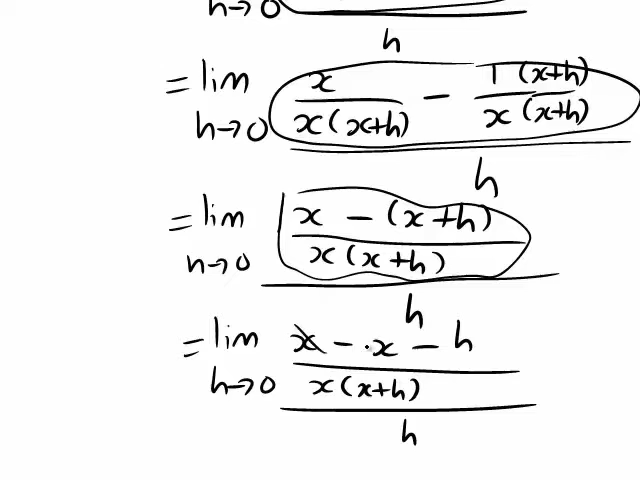 h→0 h
= lim h→0 x/x(x+h) − 1(x+h)/x(x+h)
h
= lim h→0 x − (x+h)/x(x+h)
h
= lim h→0 x − x − h/x(x+h)
h